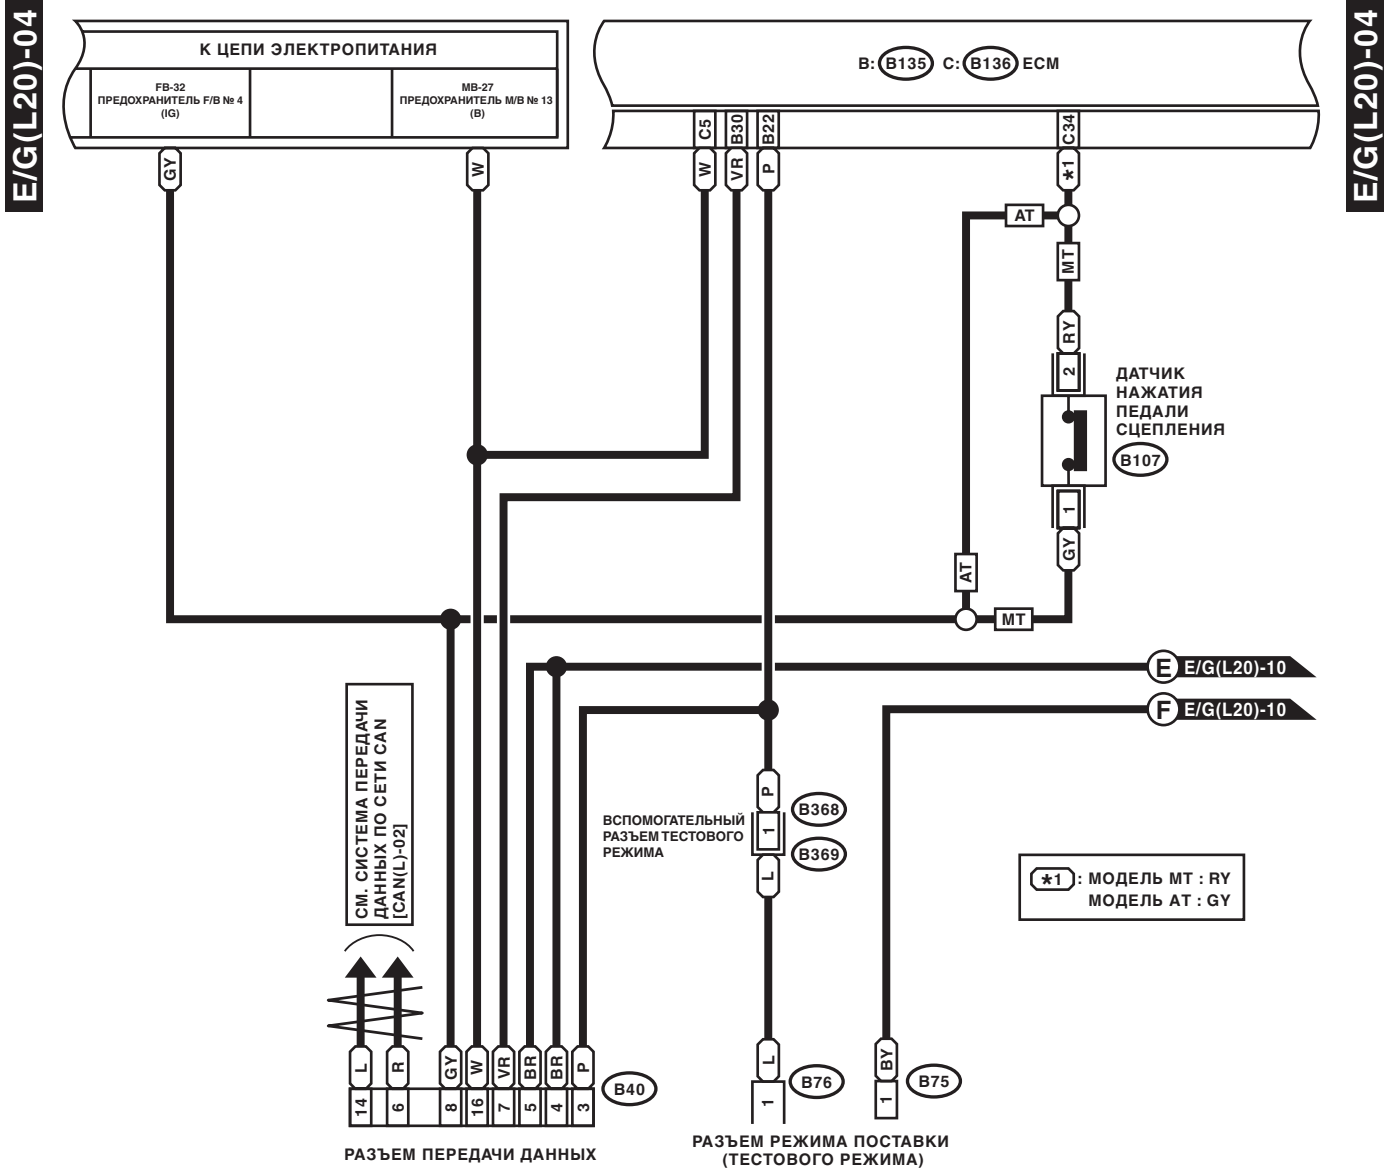 E/G(L20)-04
E/G(L20)-04
К ЦЕПИ ЭЛЕКТРОПИТАНИЯ
FB-32
ПРЕДОХРАНИТЕЛЬ F/B № 4
(IG)
MB-27
ПРЕДОХРАНИТЕЛЬ M/B № 13
(B)
B: B135 C: B136 ECM
C5
B30
B22
C34
GY
W
W
VR
P
*1
AT
MT
RY
2
ДАТЧИК
НАЖАТИЯ
ПЕДАЛИ
СЦЕПЛЕНИЯ
B107
1
GY
AT
MT
E E/G(L20)-10
F E/G(L20)-10
СМ. СИСТЕМА ПЕРЕДАЧИ
ДАННЫХ ПО СЕТИ CAN
[CAN(L)-02]
P
B368
ВСПОМОГАТЕЛЬНЫЙ
РАЗЪЕМ ТЕСТОВОГО
РЕЖИМА
1
B369
L
*1 : МОДЕЛЬ MT : RY
МОДЕЛЬ AT : GY
L
R
GY
W
VR
BR
BR
P
L
BY
14
6
8
16
7
5
4
3
B40
1
B76
1
B75
РАЗЪЕМ ПЕРЕДАЧИ ДАННЫХ
РАЗЪЕМ РЕЖИМА ПОСТАВКИ
(ТЕСТОВОГО РЕЖИМА)